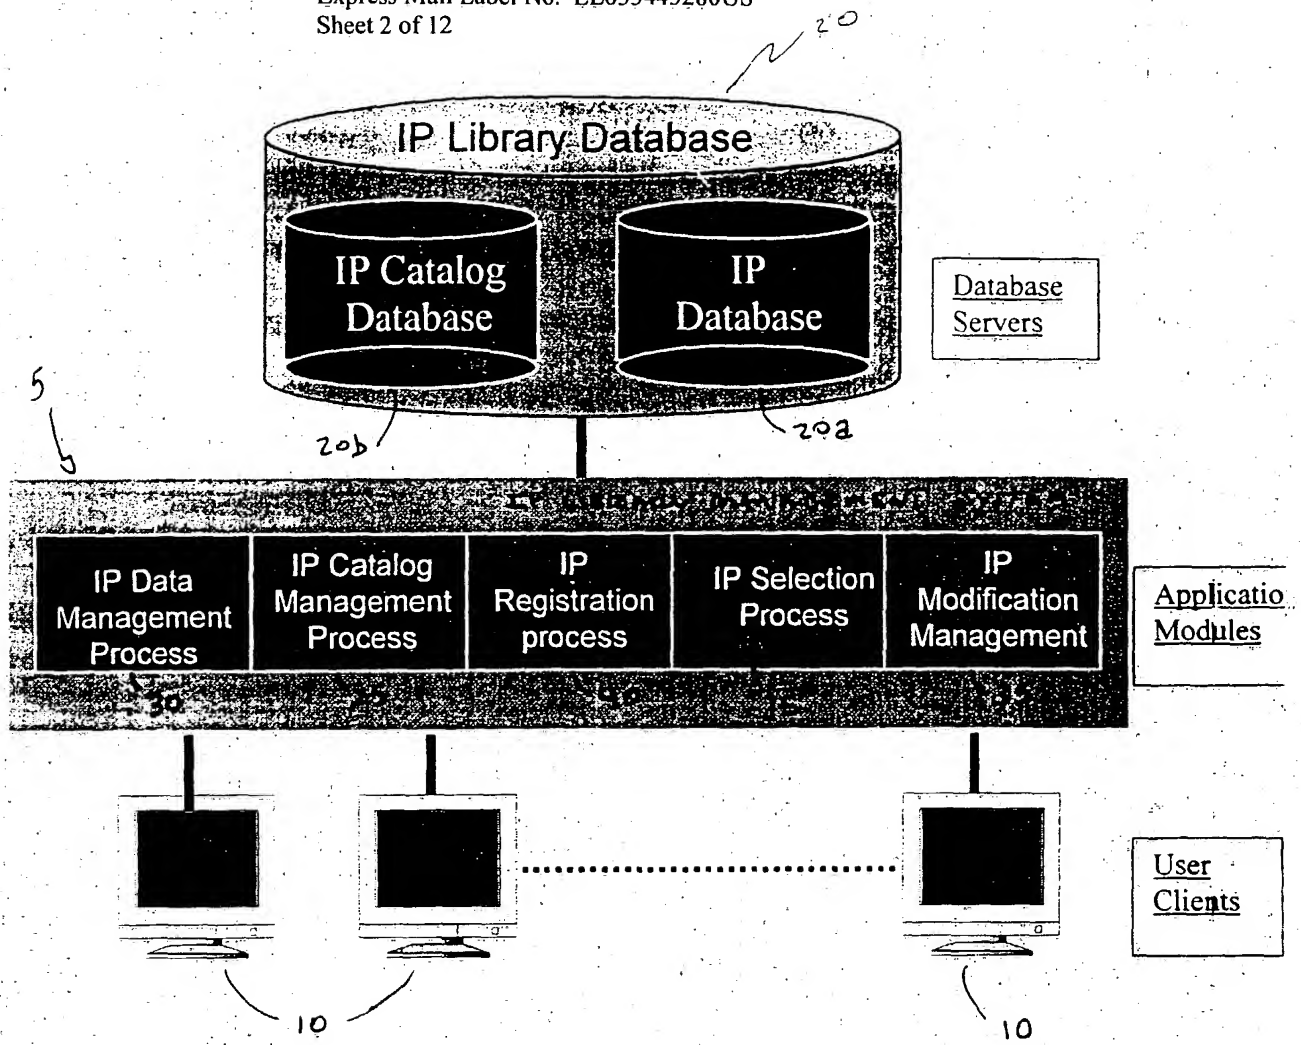 Sheet 2 of 12
20
IP Library Database
IP Catalog
Database
IP
Database
Database
Servers
5
20b
20a
IP Data
Management
Process
IP Catalog
Management
Process
IP
Registration
process
IP Selection
Process
IP
Modification
Management
Applicatio
Modules
30
40
User
Clients
10
10